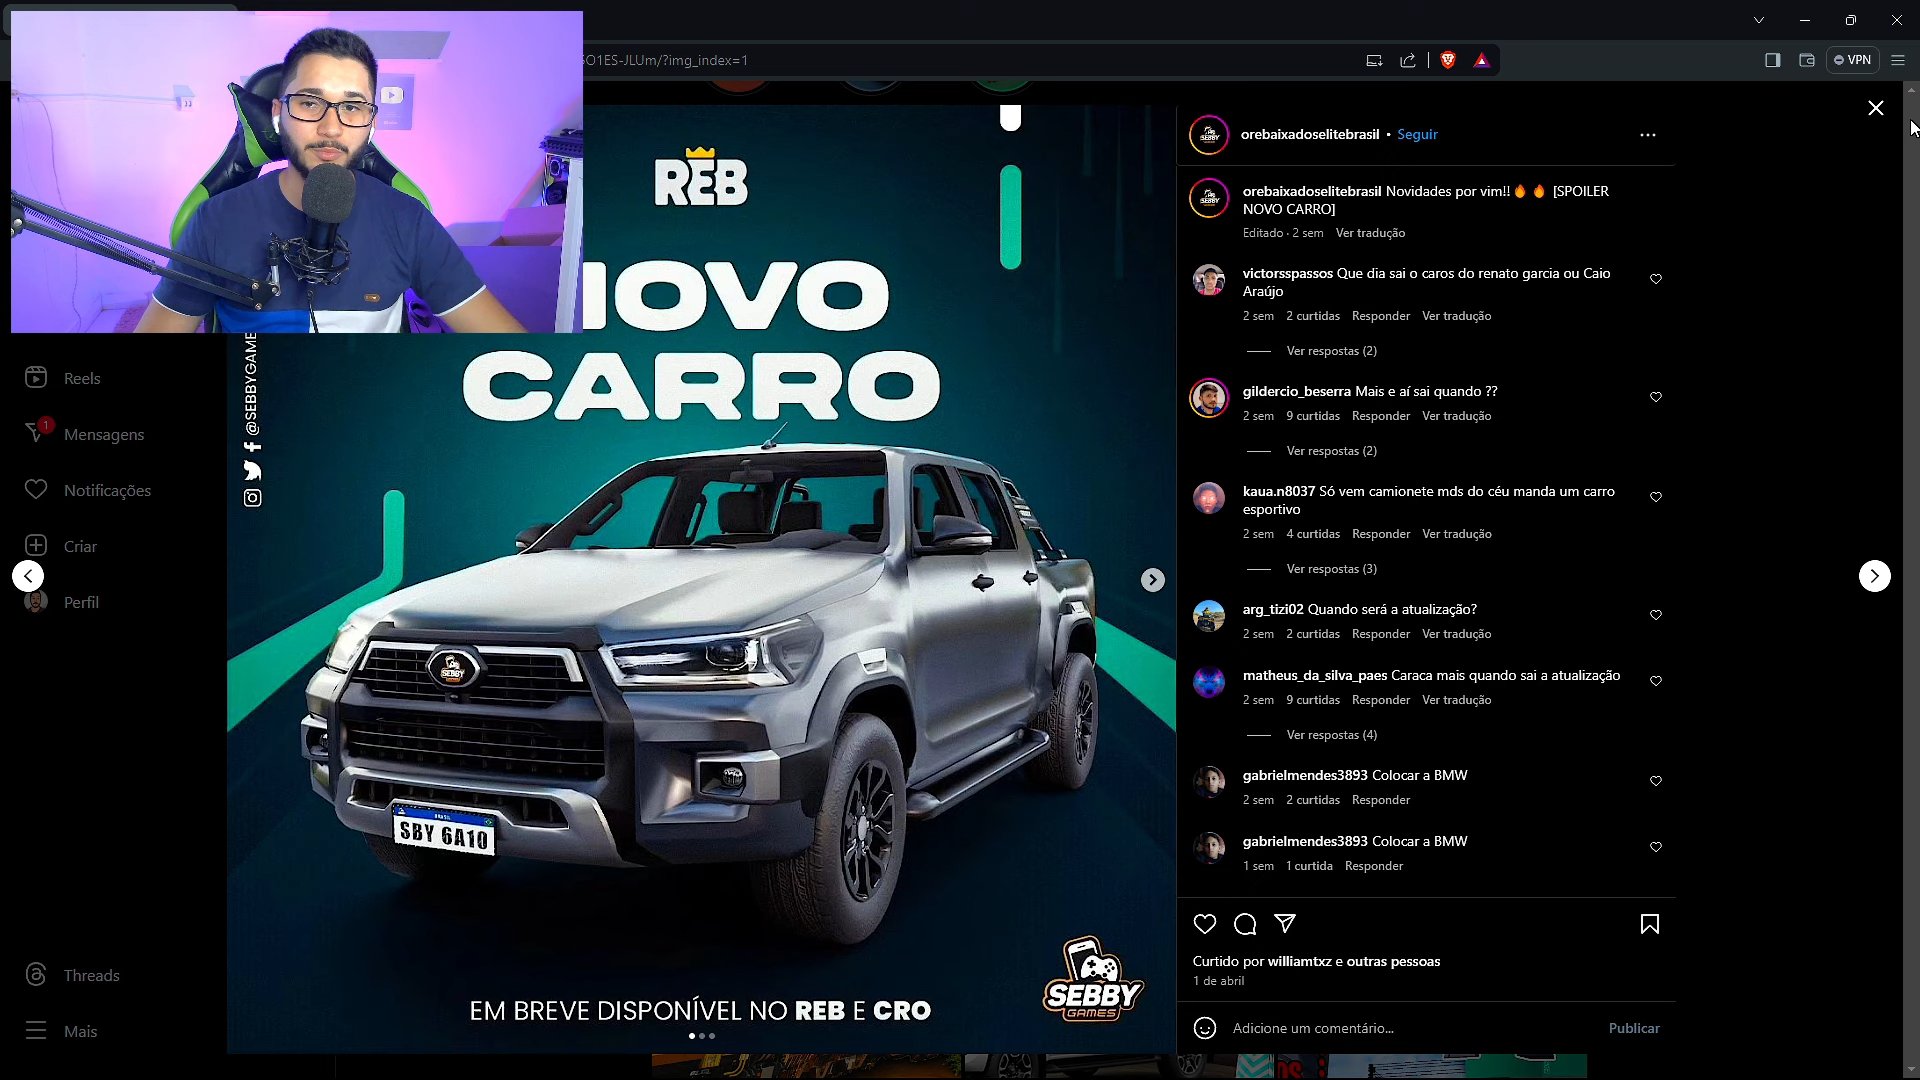 5O1ES-JLUm/?img_index=1
VPN
REB
NOVO
CARRO
@SEBBYGAME
SEBBY
SBY 6A10
BRASIL
EM BREVE DISPONÍVEL NO REB E CRO
SEBBY
GAMES
Reels
1
Mensagens
Notificações
Criar
Perfil
Threads
Mais
orebaixadoselitebrasil • Seguir
orebaixadoselitebrasil Novidades por vim!!🔥 🔥 [SPOILER
NOVO CARRO]
Editado · 2 sem Ver tradução
victorsspassos Que dia sai o caros do renato garcia ou Caio
Araújo
2 sem 2 curtidas Responder Ver tradução
Ver respostas (2)
gildercio_beserra Mais e aí sai quando ??
2 sem 9 curtidas Responder Ver tradução
Ver respostas (2)
kaua.n8037 Só vem camionete mds do céu manda um carro
esportivo
2 sem 4 curtidas Responder Ver tradução
Ver respostas (3)
arg_tizi02 Quando será a atualização?
2 sem 2 curtidas Responder Ver tradução
matheus_da_silva_paes Caraca mais quando sai a atualização
2 sem 9 curtidas Responder Ver tradução
Ver respostas (4)
gabrielmendes3893 Colocar a BMW
2 sem 2 curtidas Responder
gabrielmendes3893 Colocar a BMW
1 sem 1 curtida Responder
Curtido por williamtxz e outras pessoas
1 de abril
Adicione um comentário...
Publicar